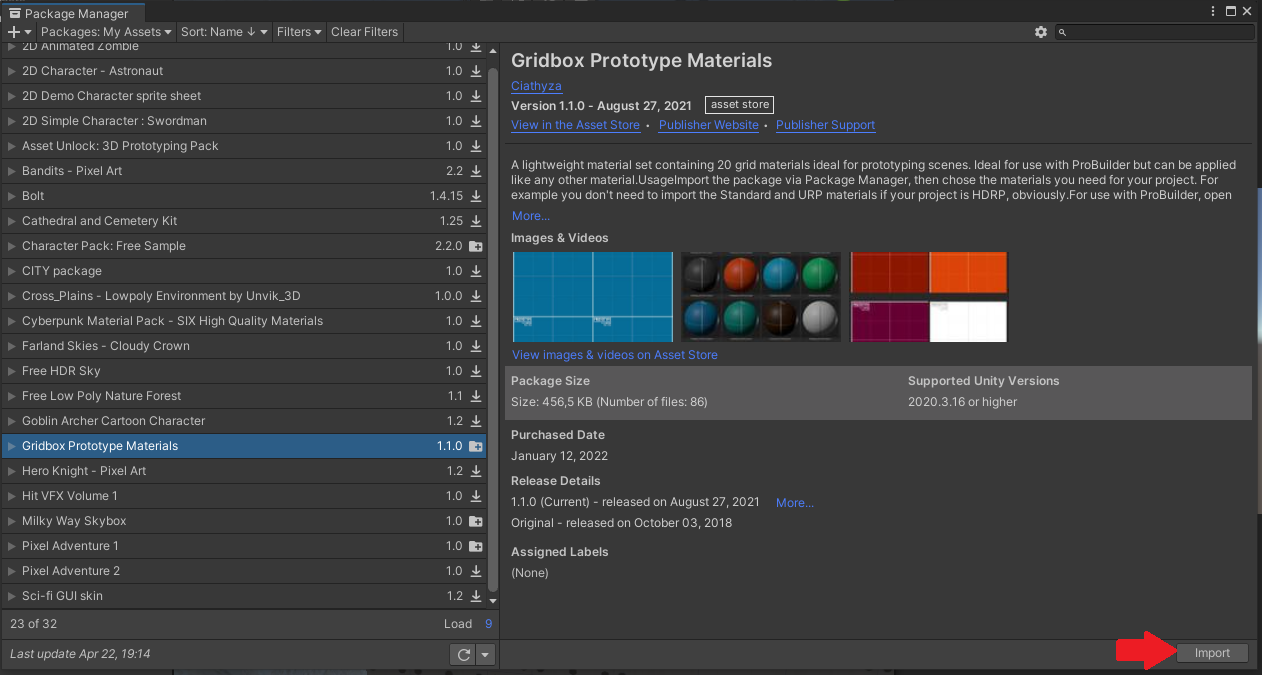 Package Manager
Packages: My Assets Sort: Name ↓ Filters Clear Filters
2D Animated Zombie 1.0
2D Character - Astronaut 1.0
2D Demo Character sprite sheet 1.0
2D Simple Character : Swordman 1.0
Asset Unlock: 3D Prototyping Pack 1.0
Bandits - Pixel Art 2.2
Bolt 1.4.15
Cathedral and Cemetery Kit 1.25
Character Pack: Free Sample 2.2.0
CITY package 1.0
Cross_Plains - Lowpoly Environment by Unvik_3D 1.0.0
Cyberpunk Material Pack - SIX High Quality Materials 1.0
Farland Skies - Cloudy Crown 1.0
Free HDR Sky 1.0
Free Low Poly Nature Forest 1.1
Goblin Archer Cartoon Character 1.2
Gridbox Prototype Materials 1.1.0
Hero Knight - Pixel Art 1.2
Hit VFX Volume 1 1.0
Milky Way Skybox 1.0
Pixel Adventure 1 1.0
Pixel Adventure 2 1.0
Sci-fi GUI skin 1.2
23 of 32 Load 9
Last update Apr 22, 19:14
Gridbox Prototype Materials
Ciathyza
Version 1.1.0 - August 27, 2021 asset store
View in the Asset Store • Publisher Website • Publisher Support
A lightweight material set containing 20 grid materials ideal for prototyping scenes. Ideal for use with ProBuilder but can be applied
like any other material.UsageImport the package via Package Manager, then chose the materials you need for your project. For
example you don't need to import the Standard and URP materials if your project is HDRP, obviously.For use with ProBuilder, open
More...
Images & Videos
View images & videos on Asset Store
Package Size Supported Unity Versions
Size: 456,5 KB (Number of files: 86) 2020.3.16 or higher
Purchased Date
January 12, 2022
Release Details
1.1.0 (Current) - released on August 27, 2021 More...
Original - released on October 03, 2018
Assigned Labels
(None)
Import